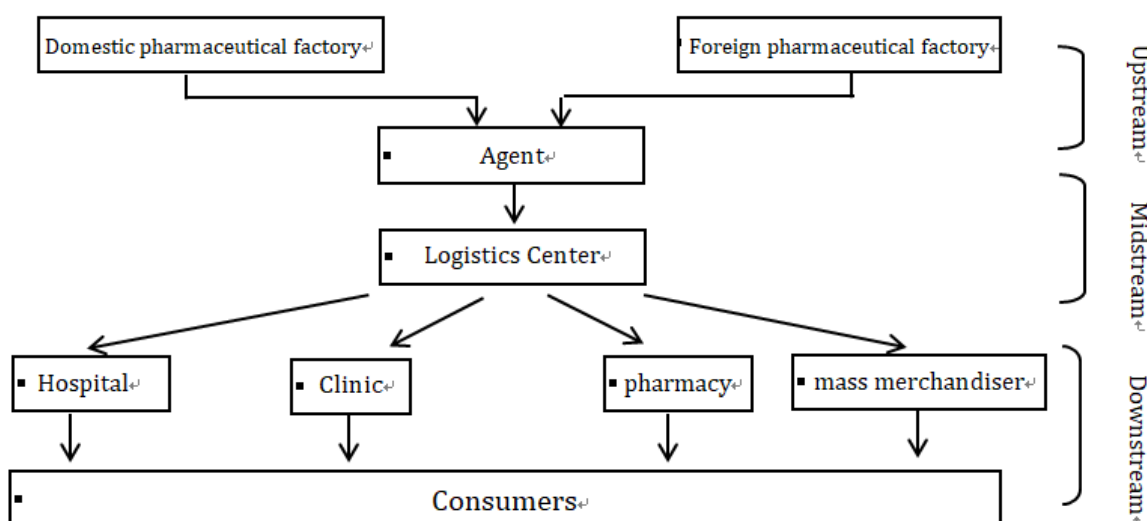 Domestic pharmaceutical factory
Foreign pharmaceutical factory
Upstream
Agent
Midstream
Logistics Center
Downstream
Hospital
Clinic
pharmacy
mass merchandiser
Consumers